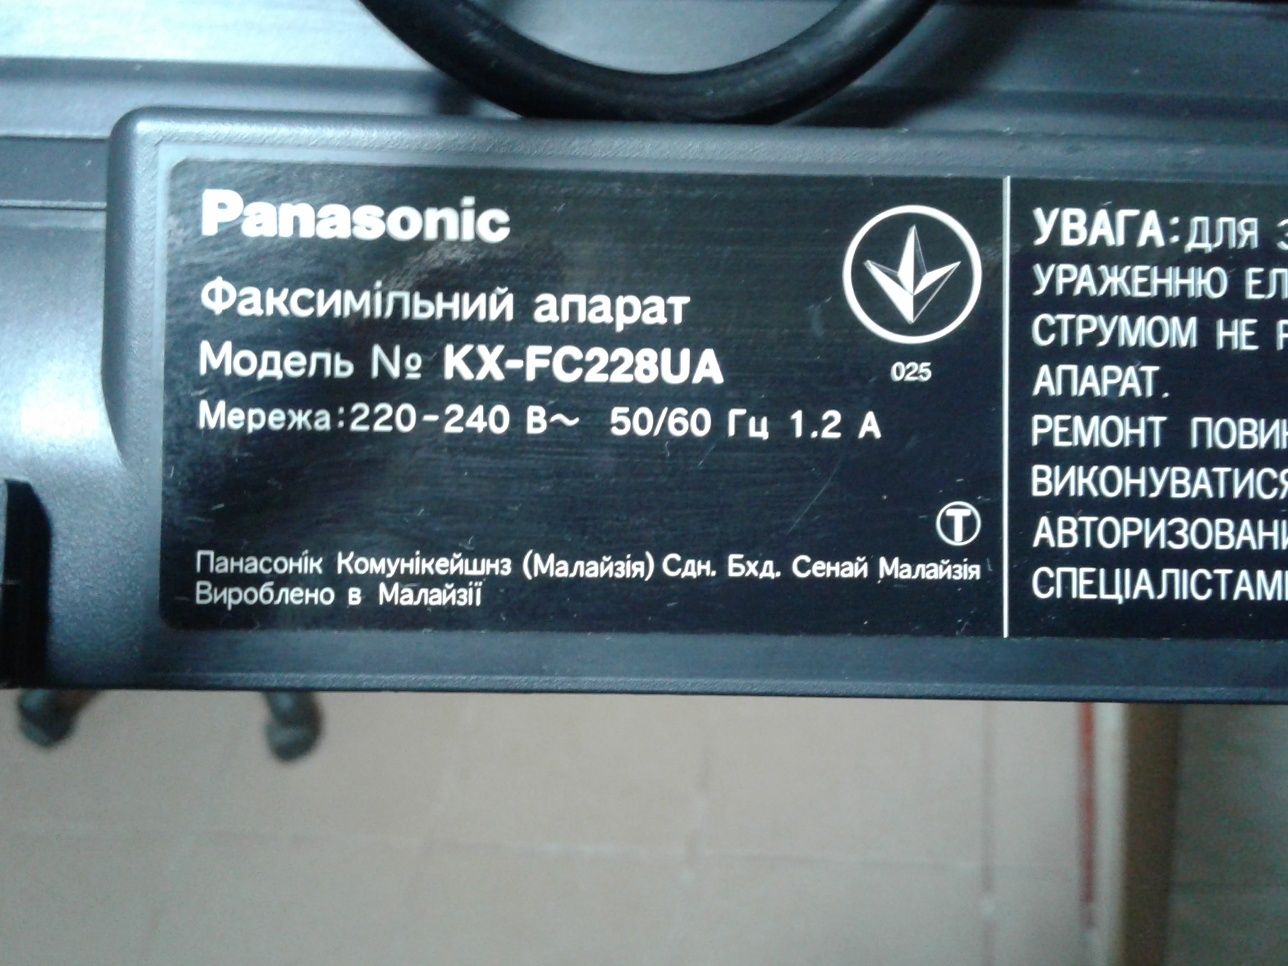 Panasonic
Факсимільний апарат
Модель № KX-FC228UA
Мережа:220-240 В~ 50/60 Гц 1.2 А
025
T
Панасонік Комунікейшнз (Малайзія) Сдн. Бхд. Сенай Малайзія
Вироблено в Малайзії
УВАГА: ДЛЯ
УРАЖЕННЮ
СТРУМОМ НЕ
АПАРАТ.
РЕМОНТ
ВИКОНУВАТИСЯ